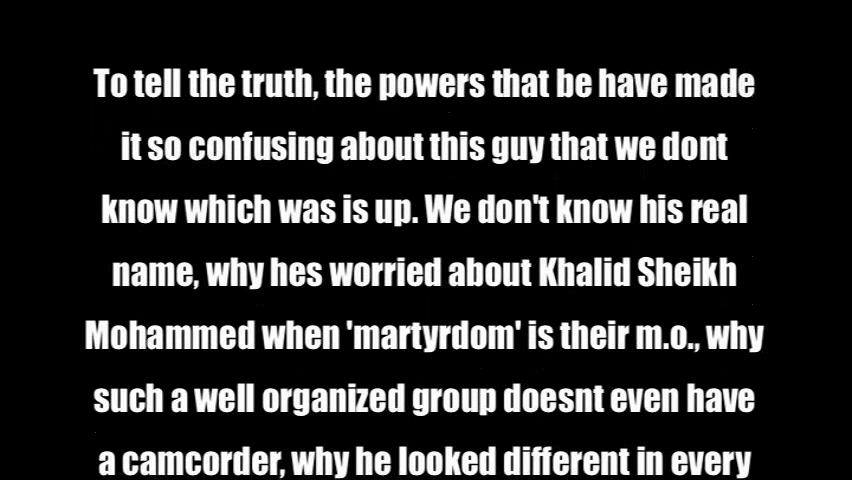 To tell the truth, the powers that be have made
it so confusing about this guy that we dont
know which was is up. We don't know his real
name, why hes worried about Khalid Sheikh
Mohammed when 'martyrdom' is their m.o., why
such a well organized group doesnt even have
a camcorder, why he looked different in every